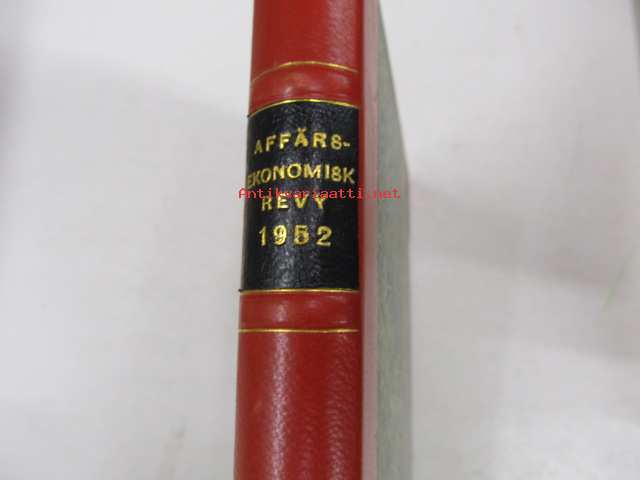 AFFÄRS-
EKONOMISK
Antikvariaatti.net
REVY
1952